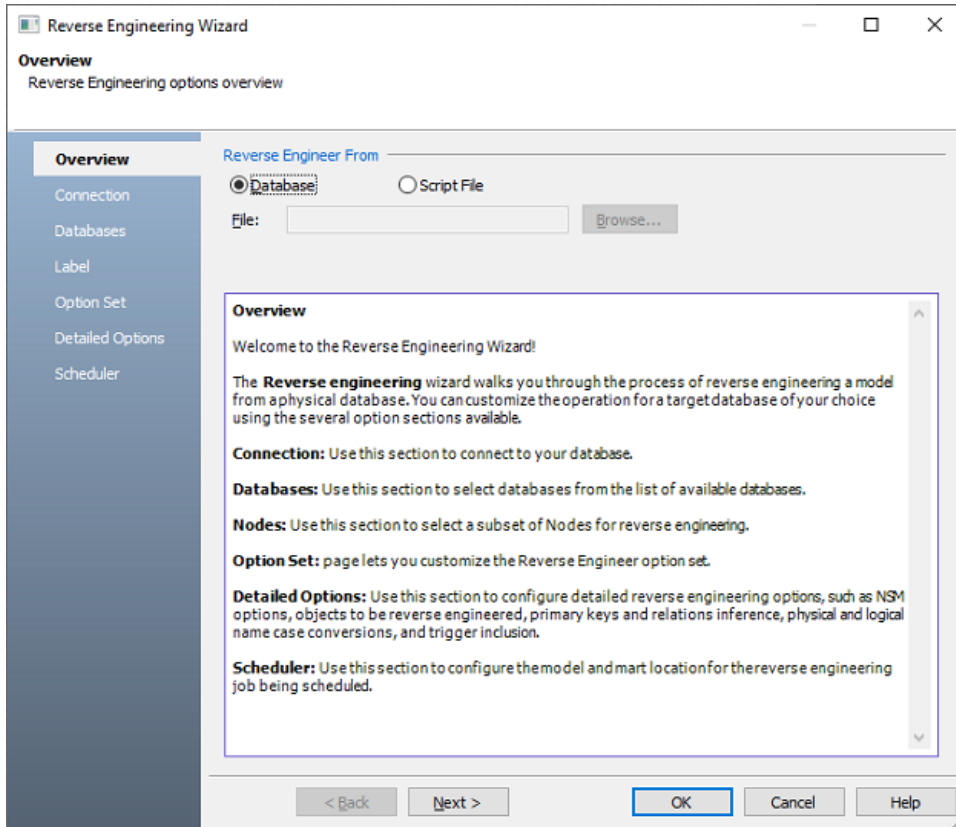 Reverse Engineering Wizard
Overview
Reverse Engineering options overview
Overview
Connection
Databases
Label
Option Set
Detailed Options
Scheduler
Reverse Engineer From
Database
Script File
File:
Browse...
Overview
Welcome to the Reverse Engineering Wizard!
The Reverse engineering wizard walks you through the process of reverse engineering a model
from a physical database. You can customize the operation for a target database of your choice
using the several option sections available.
Connection: Use this section to connect to your database.
Databases: Use this section to select databases from the list of available databases.
Nodes: Use this section to select a subset of Nodes for reverse engineering.
Option Set: page lets you customize the Reverse Engineer option set.
Detailed Options: Use this section to configure detailed reverse engineering options, such as NSM
options, objects to be reverse engineered, primary keys and relations inference, physical and logical
name case conversions, and trigger inclusion.
Scheduler: Use this section to configure the model and mart location for the reverse engineering
job being scheduled.
< Back
Next >
OK
Cancel
Help